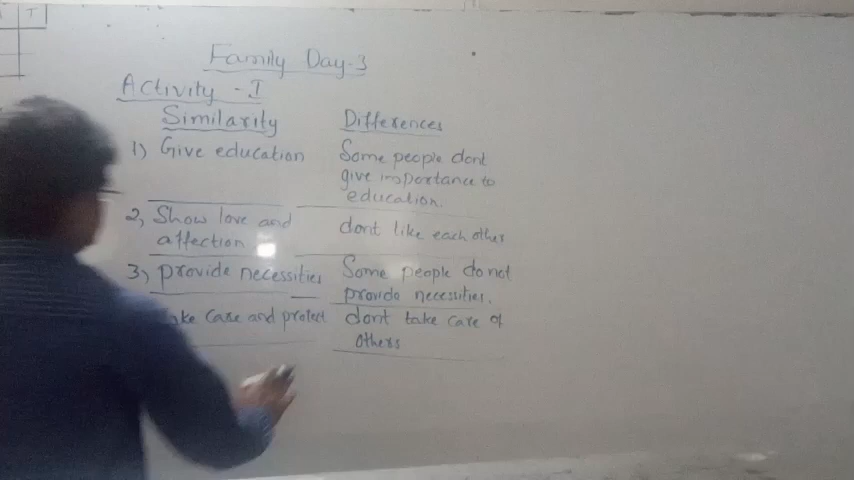 T
Family Day-3
Activity - I
Similarity Differences
1) Give education Some people dont
give importance to
education.
2, Show love and dont like each other
affection
3, provide necessities Some people do not
provide necessities.
take care and protect dont take care of
others